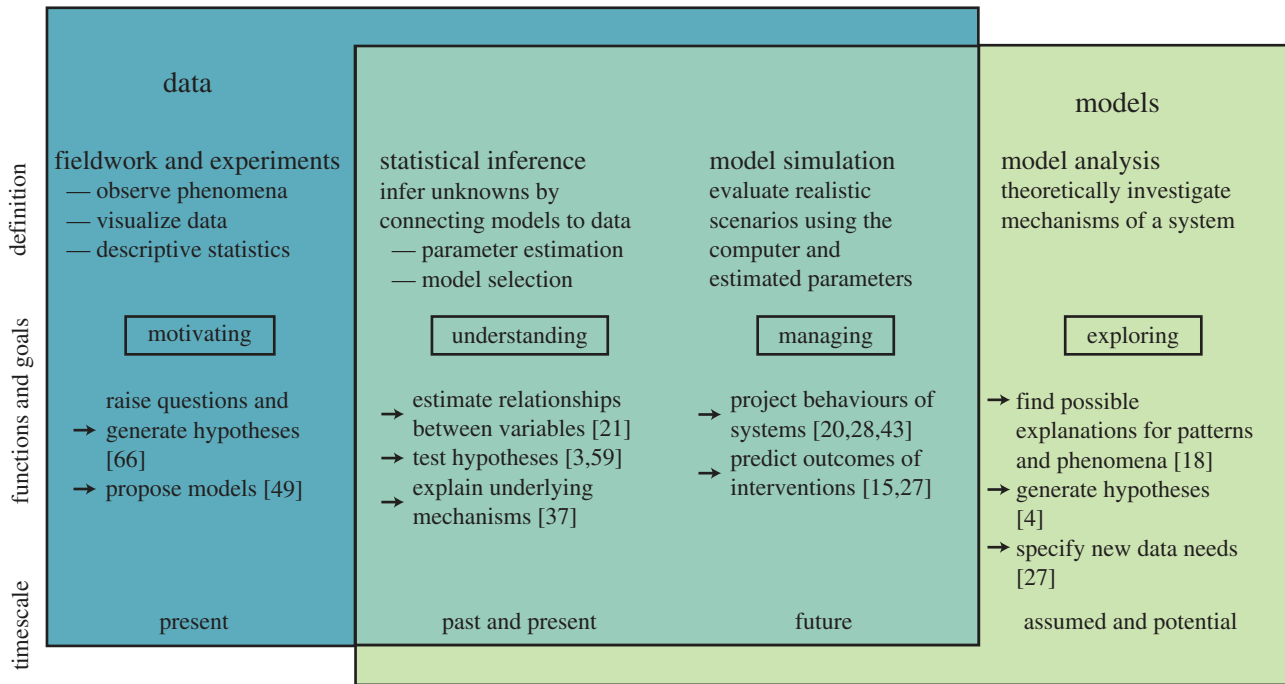 data
models
definition
fieldwork and experiments
— observe phenomena
— visualize data
— descriptive statistics
statistical inference
infer unknowns by
connecting models to data
— parameter estimation
— model selection
model simulation
evaluate realistic
scenarios using the
computer and
estimated parameters
model analysis
theoretically investigate
mechanisms of a system
functions and goals
motivating
raise questions and
→ generate hypotheses
[66]
→ propose models [49]
understanding
→ estimate relationships
between variables [21]
→ test hypotheses [3,59]
→ explain underlying
mechanisms [37]
managing
→ project behaviours of
systems [20,28,43]
→ predict outcomes of
interventions [15,27]
exploring
→ find possible
explanations for patterns
and phenomena [18]
→ generate hypotheses
[4]
→ specify new data needs
[27]
timescale
present
past and present
future
assumed and potential